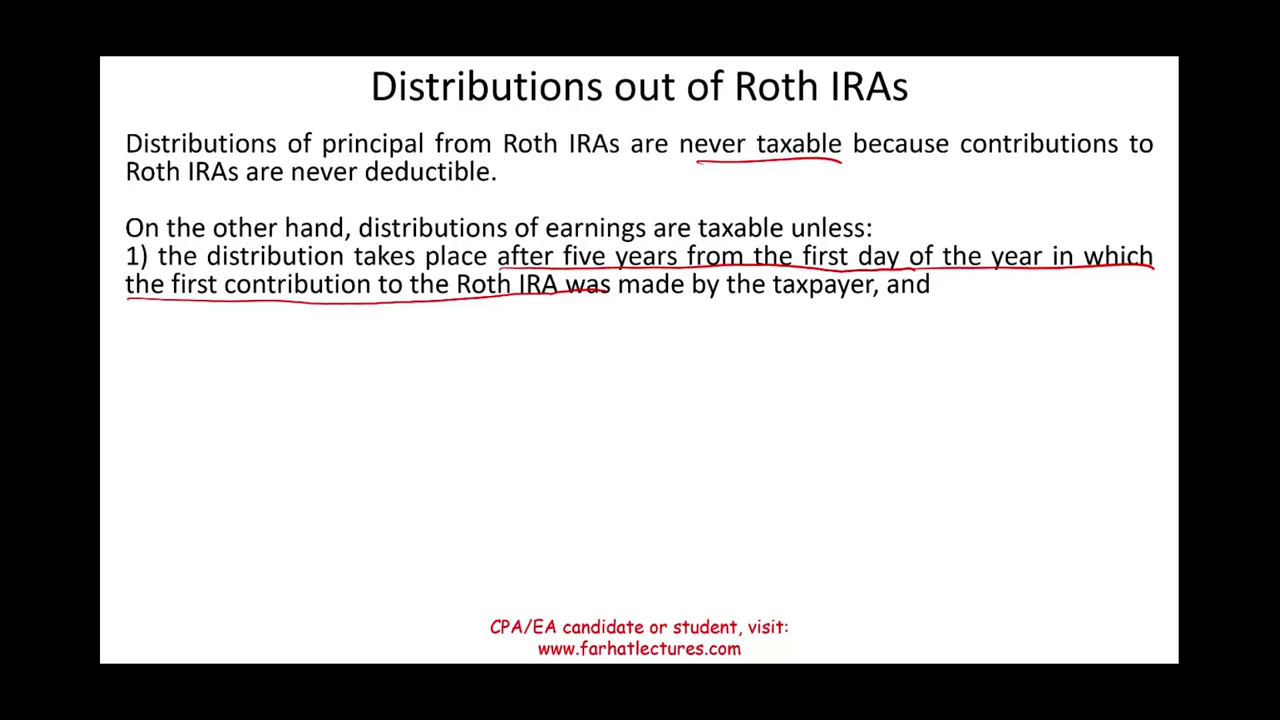 Distributions out of Roth IRAs
Distributions of principal from Roth IRAs are never taxable because contributions to
Roth IRAs are never deductible.
On the other hand, distributions of earnings are taxable unless:
1) the distribution takes place after five years from the first day of the year in which
the first contribution to the Roth IRA was made by the taxpayer, and
CPA/EA candidate or student, visit:
www.farhatlectures.com